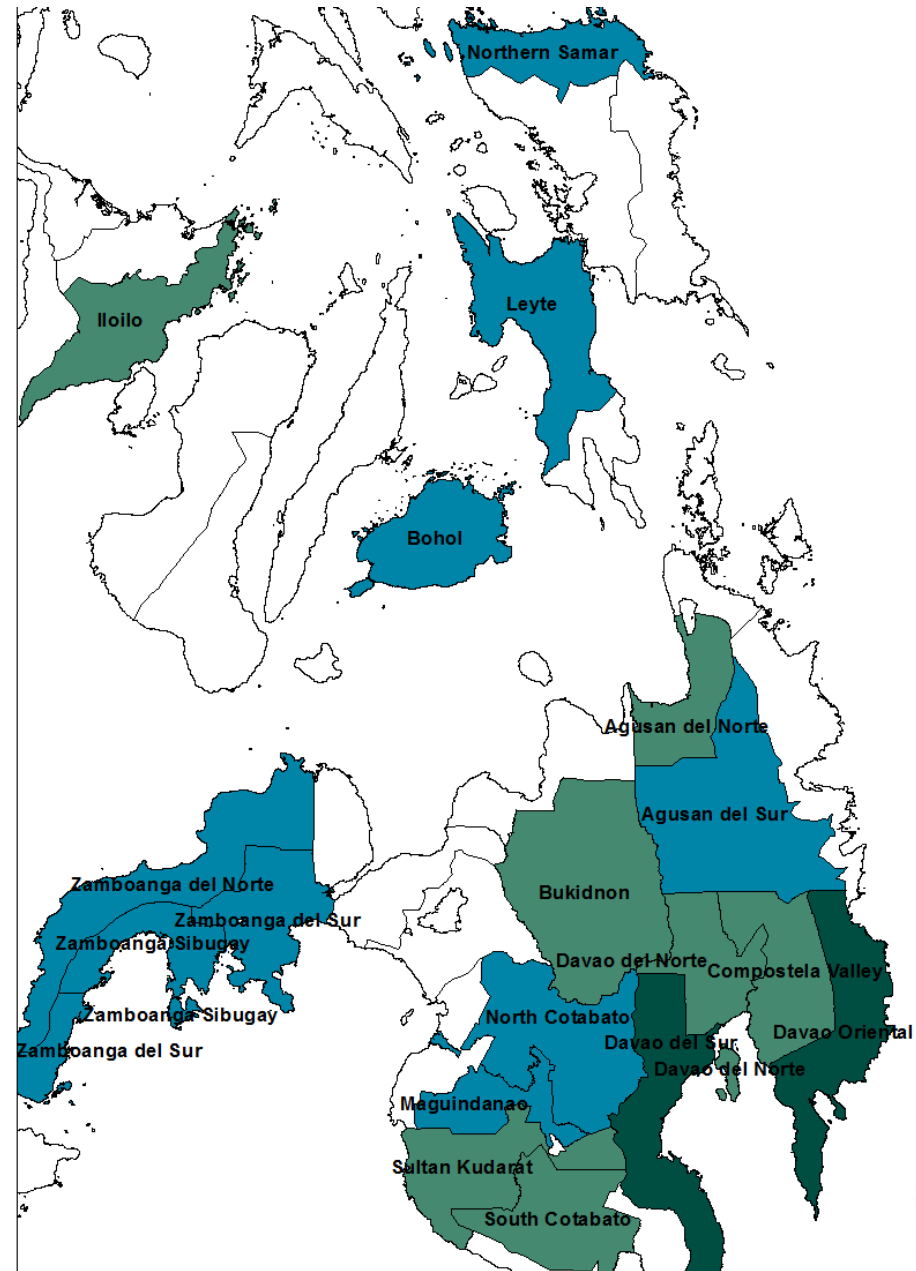 Northern Samar
Leyte
Iloilo
Bohol
Agusan del Norte
Agusan del Sur
Zamboanga del Norte
Bukidnon
Zamboanga del Sur
Zamboanga Sibugay
Davao del Norte
Compostela Valley
Zamboanga Sibugay
North Cotabato
Davao Oriental
Davao del Sur
Zamboanga del Sur
Davao del Norte
Maguindanao
Sultan Kudarat
South Cotabato